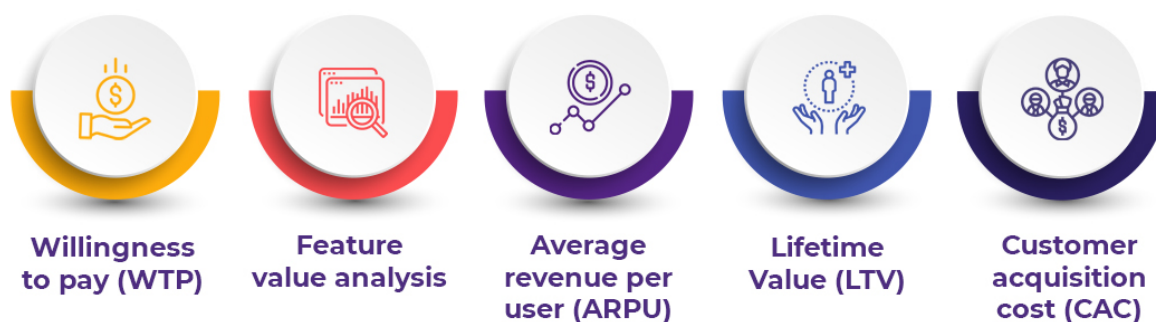 Willingness
to pay (WTP)
Feature
value analysis
Average
revenue per
user (ARPU)
Lifetime
Value (LTV)
Customer
acquisition
cost (CAC)